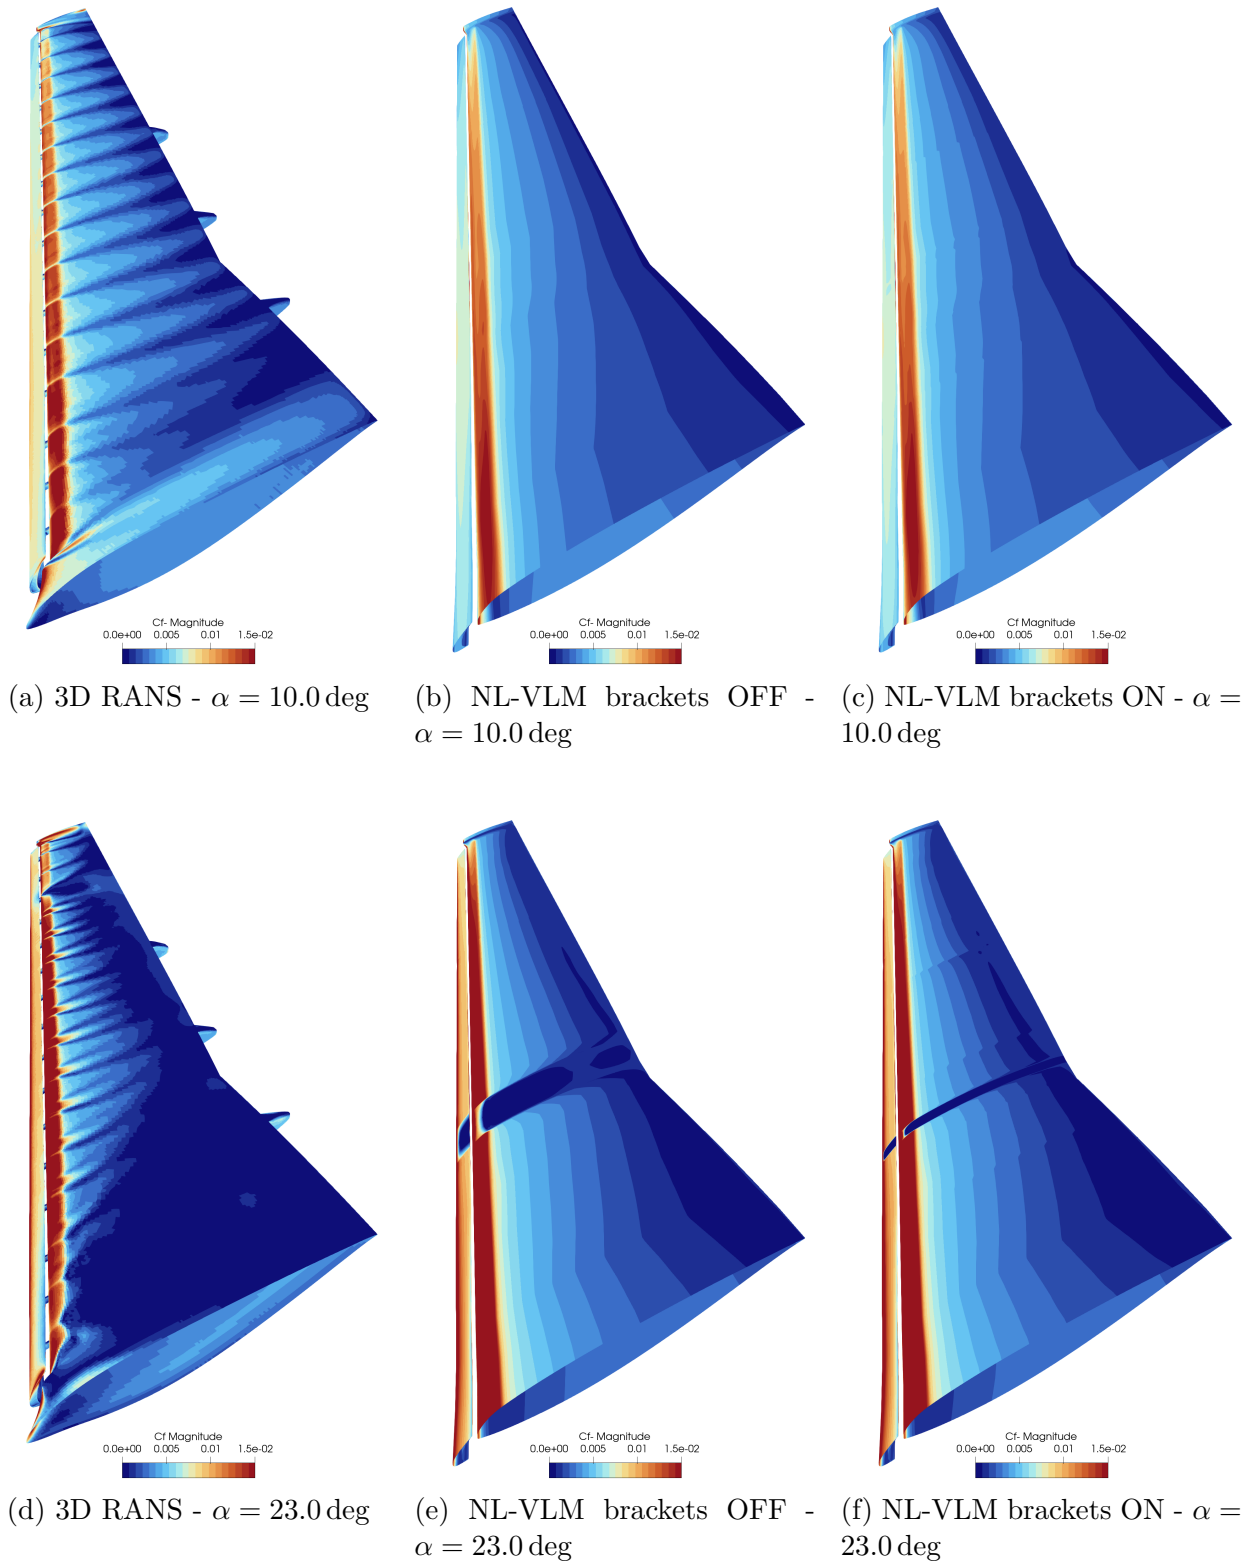 Cf- Magnitude
0.0e+00 0.005 0.01 1.5e-02
Cf- Magnitude
0.0e+00 0.005 0.01 1.5e-02
Cf- Magnitude
0.0e+00 0.005 0.01 1.5e-02
(a) 3D RANS - α = 10.0 deg
(b) NL-VLM brackets OFF -
α = 10.0 deg
(c) NL-VLM brackets ON - α =
10.0 deg
Cf Magnitude
0.0e+00 0.005 0.01 1.5e-02
Cf- Magnitude
0.0e+00 0.005 0.01 1.5e-02
Cf- Magnitude
0.0e+00 0.005 0.01 1.5e-02
(d) 3D RANS - α = 23.0 deg
(e) NL-VLM brackets OFF -
α = 23.0 deg
(f) NL-VLM brackets ON - α =
23.0 deg